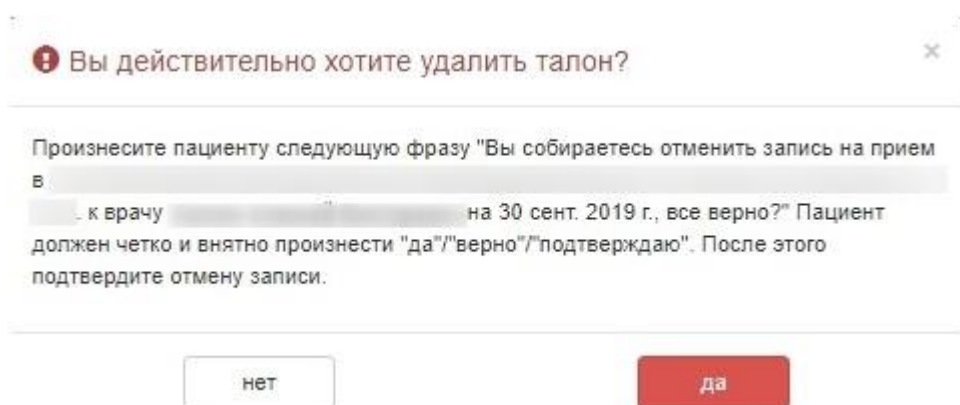 Вы действительно хотите удалить талон?
×
Произнесите пациенту следующую фразу "Вы собираетесь отменить запись на прием
в
. к врачу на 30 сент. 2019 г., все верно?" Пациент
должен четко и внятно произнести "да"/"верно"/"подтверждаю". После этого
подтвердите отмену записи.
нет да